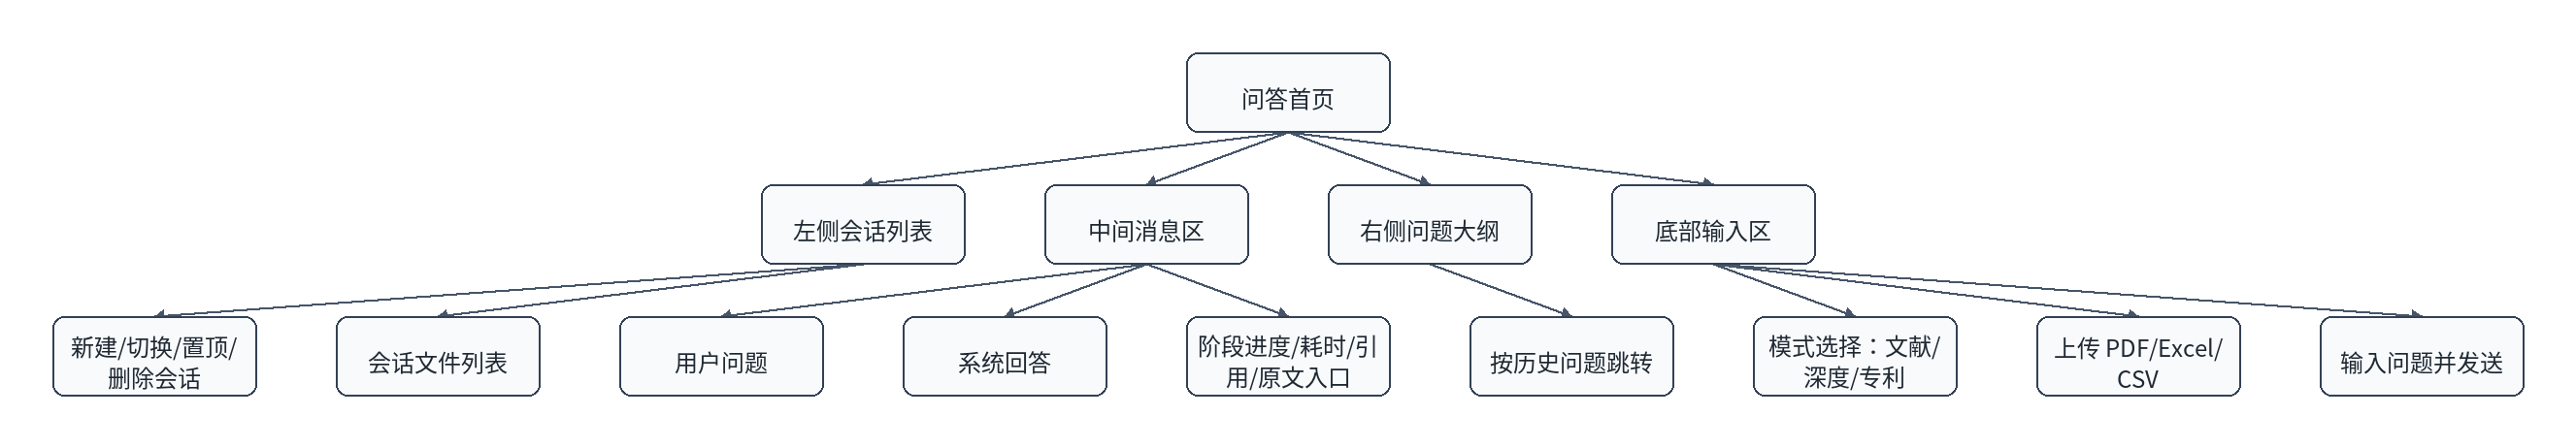 问答首页
左侧会话列表
中间消息区
右侧问题大纲
底部输入区
新建/切换/置顶/
删除会话
会话文件列表
用户问题
系统回答
阶段进度/耗时/引
用/原文入口
按历史问题跳转
模式选择：文献/
深度/专利
上传 PDF/Excel/
CSV
输入问题并发送